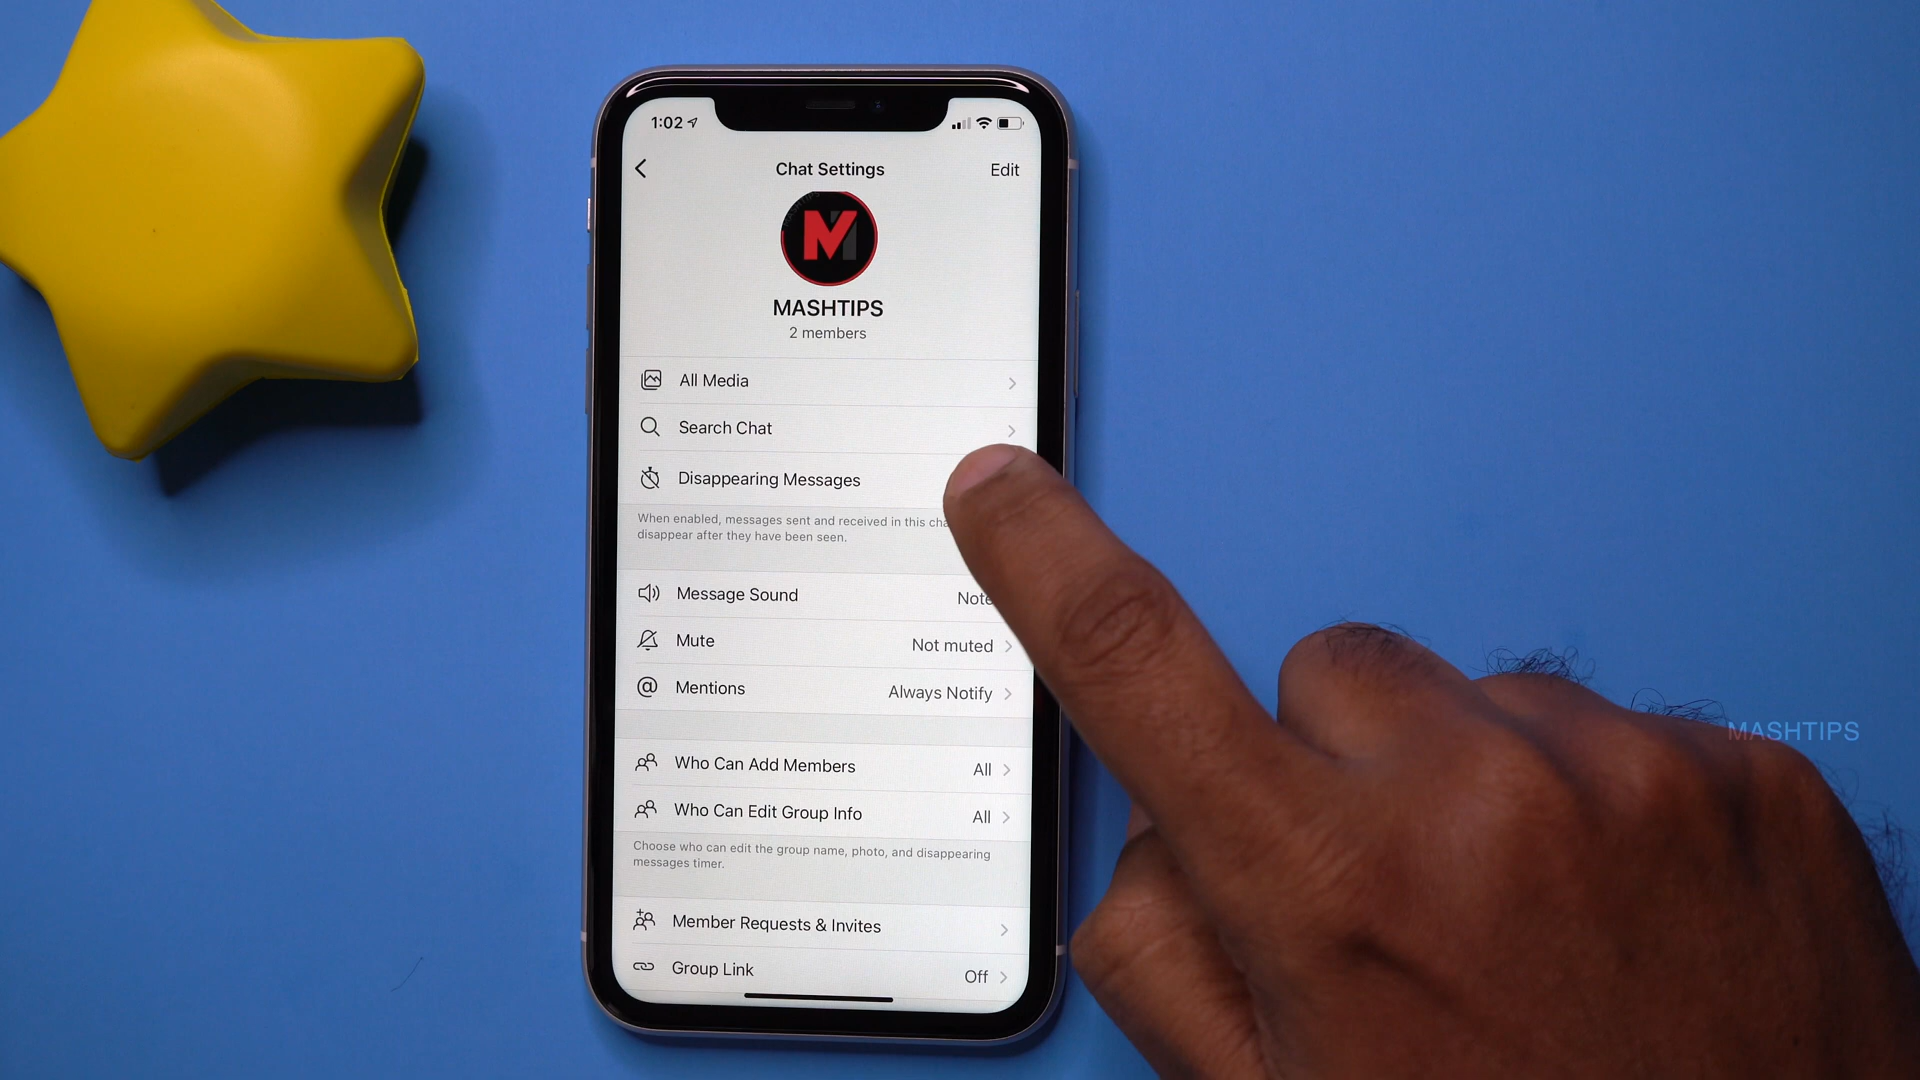 1:02
Chat Settings
Edit
MASHTIPS
2 members
All Media
Search Chat
Disappearing Messages
When enabled, messages sent and received in this
disappear after they have been seen.
Message Sound
Mute
Not muted
Mentions
Always Notify
Who Can Add Members
All
Who Can Edit Group Info
All
Choose who can edit the group name, photo, and disappearing
messages timer.
Member Requests & Invites
Group Link
Off
MASHTIPS